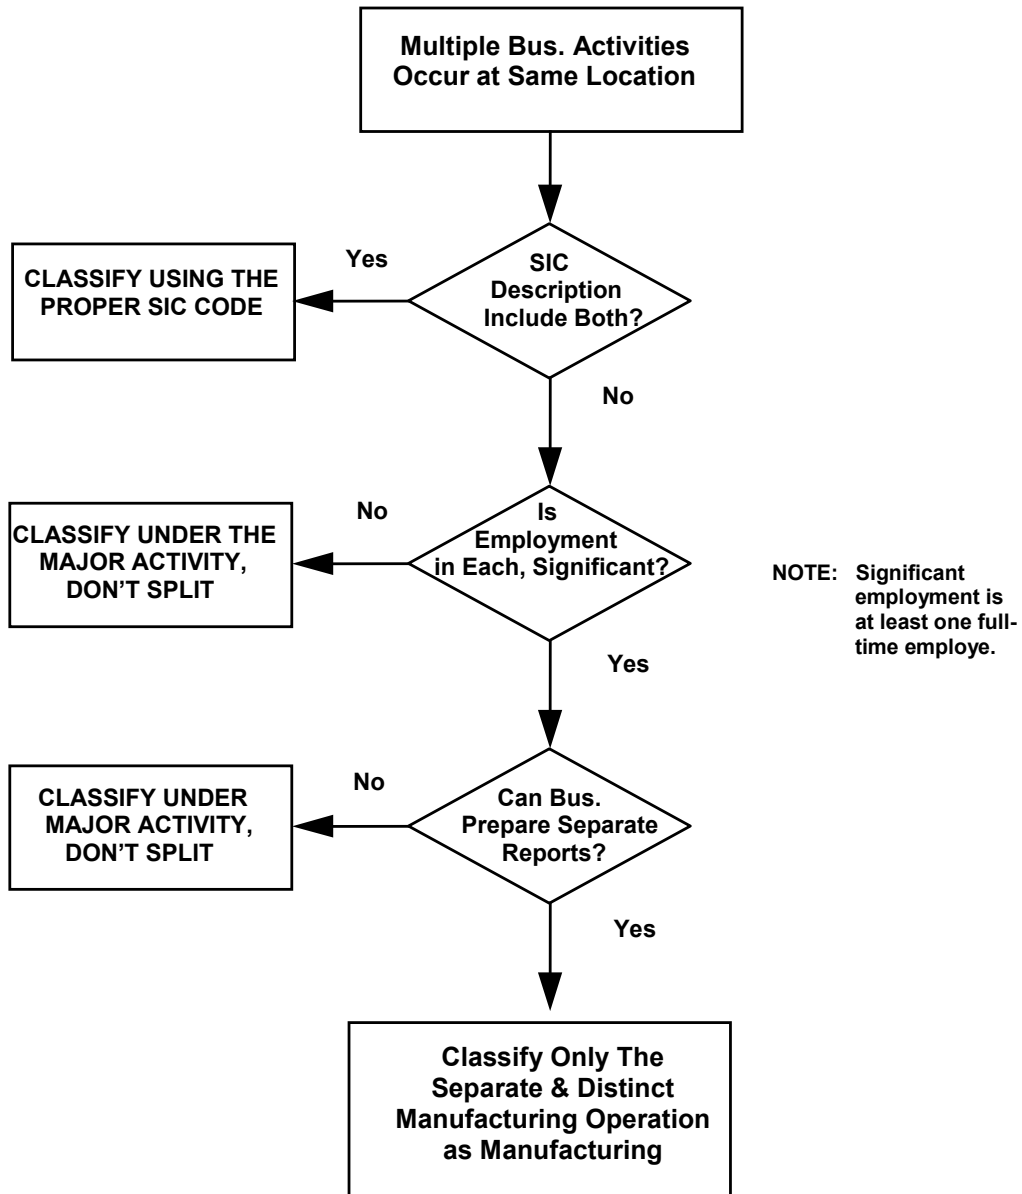 Multiple Bus. Activities
Occur at Same Location
Yes
SIC
Description
Include Both?
CLASSIFY USING THE
PROPER SIC CODE
No
No
Is
Employment
in Each, Significant?
CLASSIFY UNDER THE
MAJOR ACTIVITY,
DON’T SPLIT
NOTE: Significant
employment is
at least one full-
time employe.
Yes
No
Can Bus.
Prepare Separate
Reports?
CLASSIFY UNDER
MAJOR ACTIVITY,
DON’T SPLIT
Yes
Classify Only The
Separate & Distinct
Manufacturing Operation
as Manufacturing